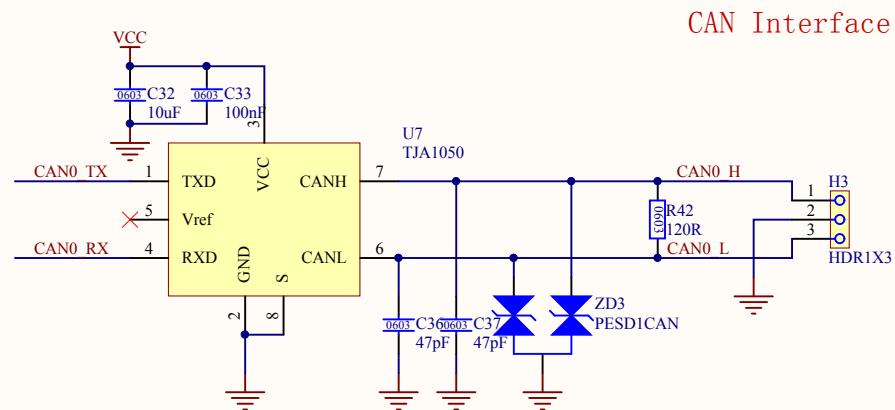 CAN Interface
VCC
0603 C32
10uF
0603 C33
100nF
3
U7
TJA1050
CAN0_TX
1
TXD
VCC
CANH
7
CAN0_H
5
Vref
CAN0_RX
4
RXD
GND
S
CANL
6
CAN0_L
2
8
0603 R42
120R
1
2
3
H3
HDR1X3
0603 C36
47pF
0603 C37
47pF
ZD3
PESD1CAN